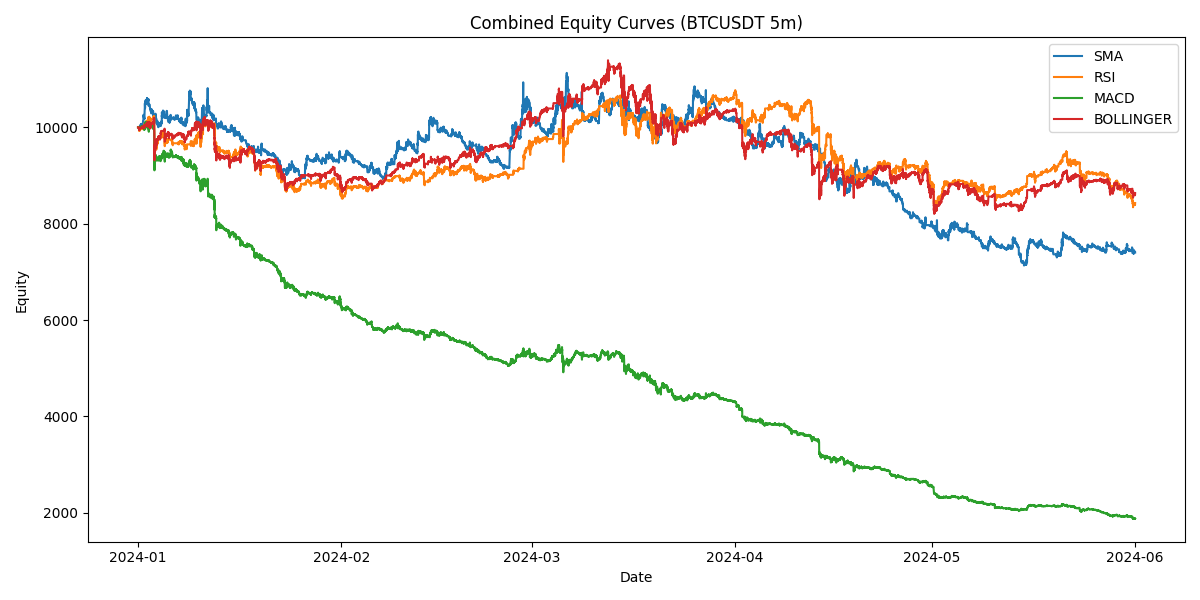 Combined Equity Curves (BTCUSDT 5m)
SMA
RSI
MACD
BOLLINGER
Equity
10000
8000
6000
4000
2000
2024-01
2024-02
2024-03
2024-04
2024-05
2024-06
Date